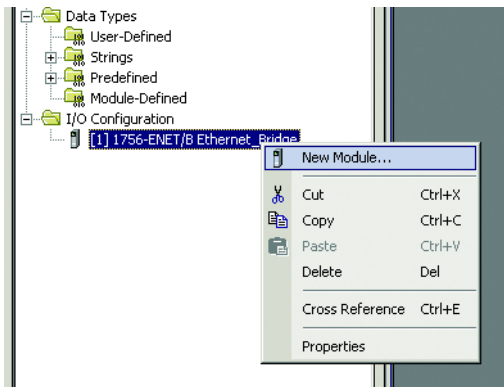 Data Types
User-Defined
Strings
Predefined
Module-Defined
I/O Configuration
[1] 1756-ENET/B Ethernet_Bridge
New Module...
Cut Ctrl+X
Copy Ctrl+C
Paste Ctrl+V
Delete Del
Cross Reference Ctrl+E
Properties